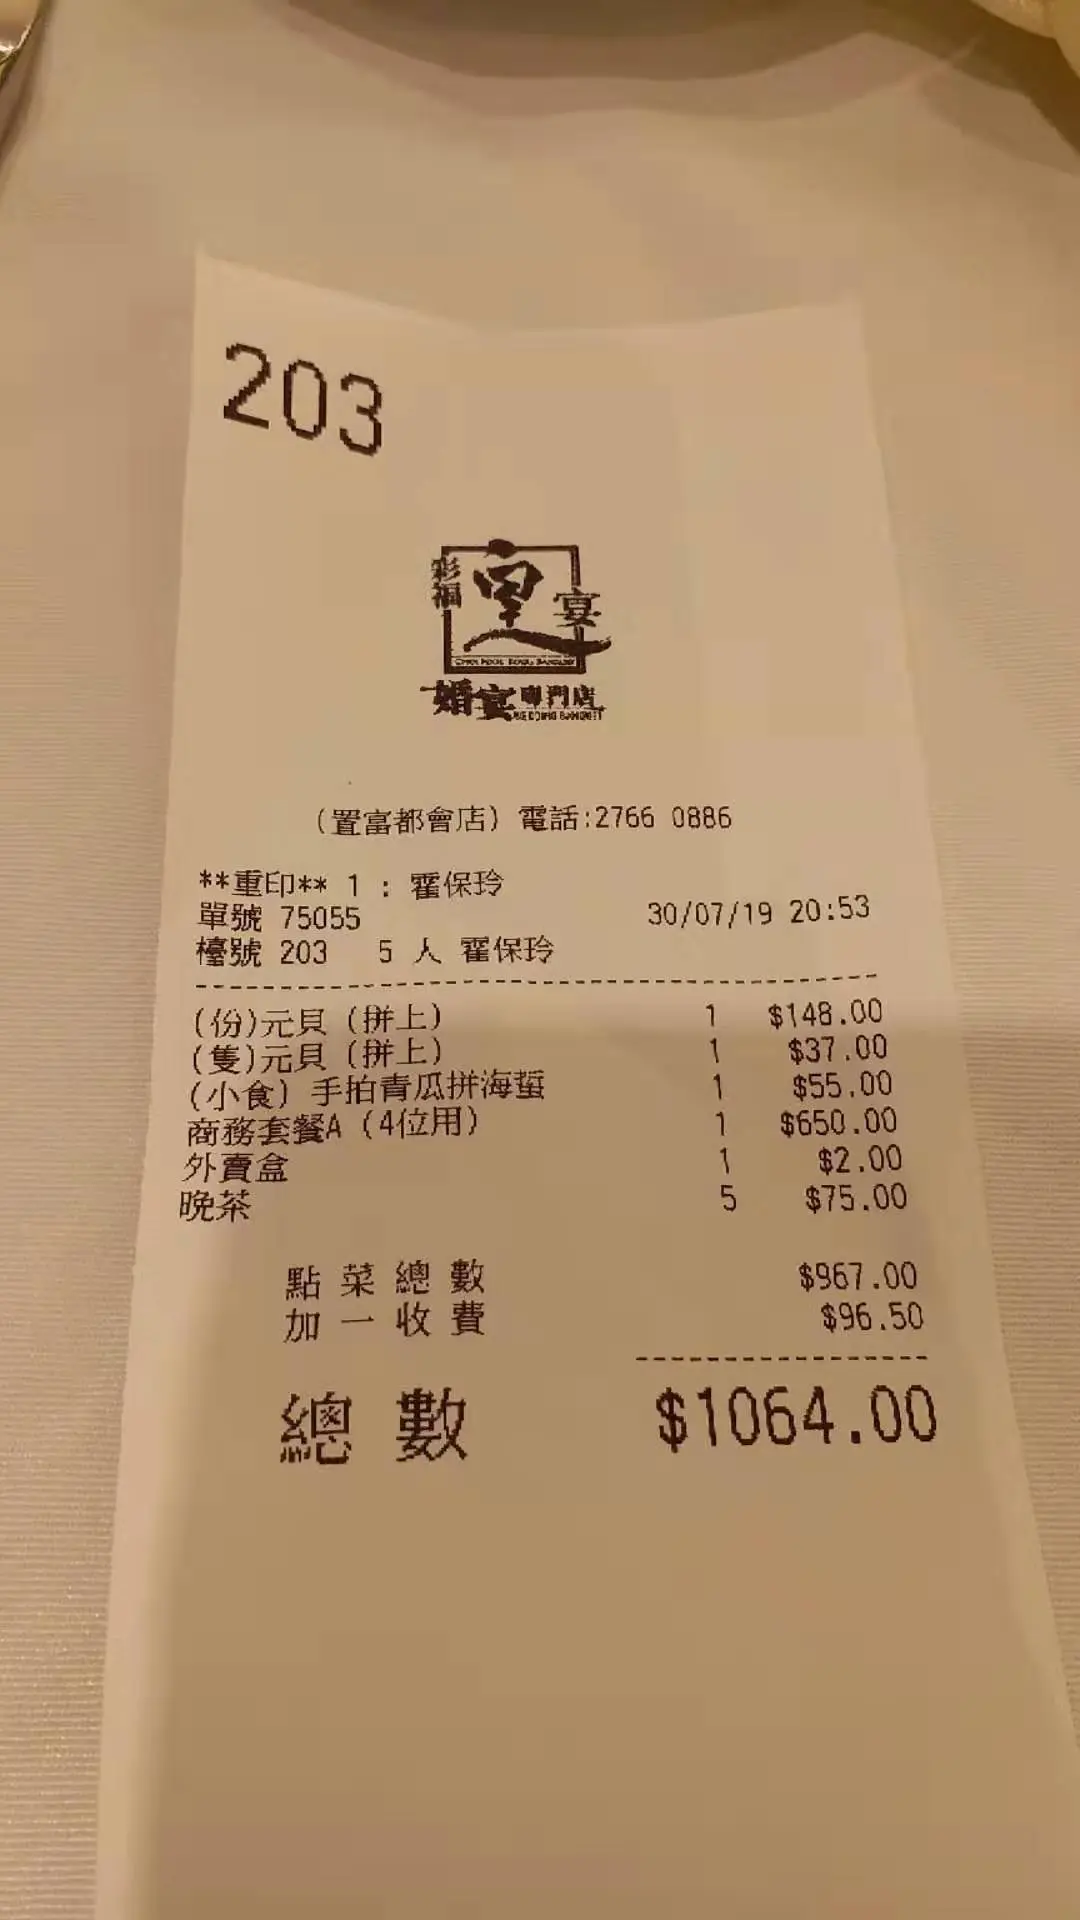 203
彩福
皇
宴
婚宴專門店
WEDDING BANQUET
(置富都會店) 電話:2766 0886
**重印** 1 : 霍保玲
單號 75055 30/07/19 20:53
檯號 203 5 人 霍保玲
(份)元貝 (拼上) 1 $148.00
(隻)元貝 (拼上) 1 $37.00
(小食) 手拍青瓜拼海蜇 1 $55.00
商務套餐A (4位用) 1 $650.00
外賣盒 1 $2.00
晚茶 5 $75.00
點菜總數 $967.00
加一收費 $96.50
總數 $1064.00